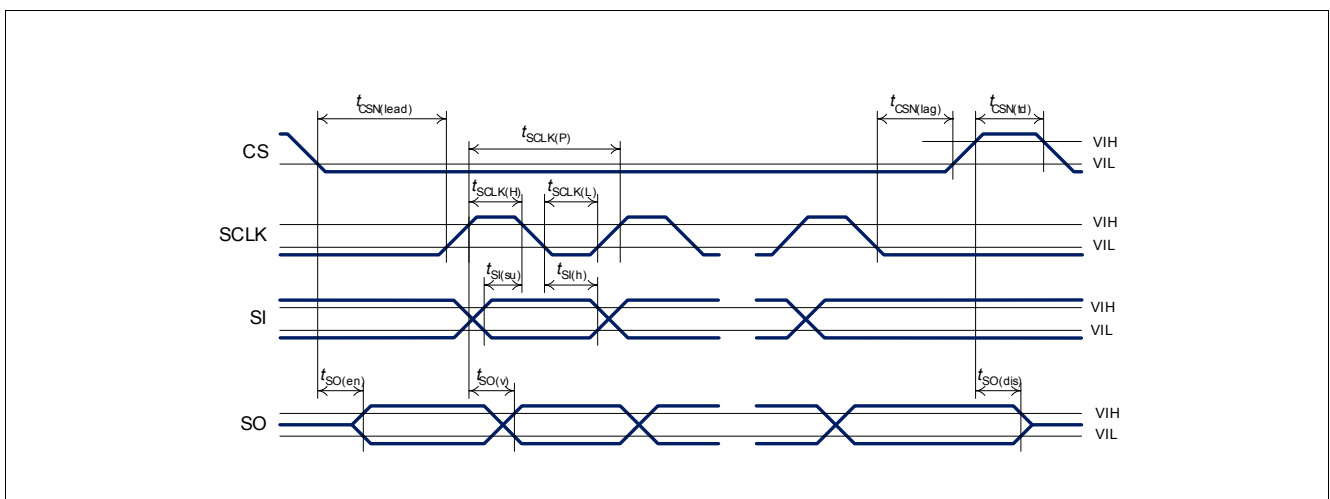 tCSN(lead)
tCSN(lag)
tCSN(td)
CS
tSCLK(P)
VIH
VIL
tSCLK(H)
tSCLK(L)
SCLK
VIH
VIL
tSI(su)
tSI(h)
SI
VIH
VIL
tSO(en)
tSO(v)
tSO(dis)
SO
VIH
VIL